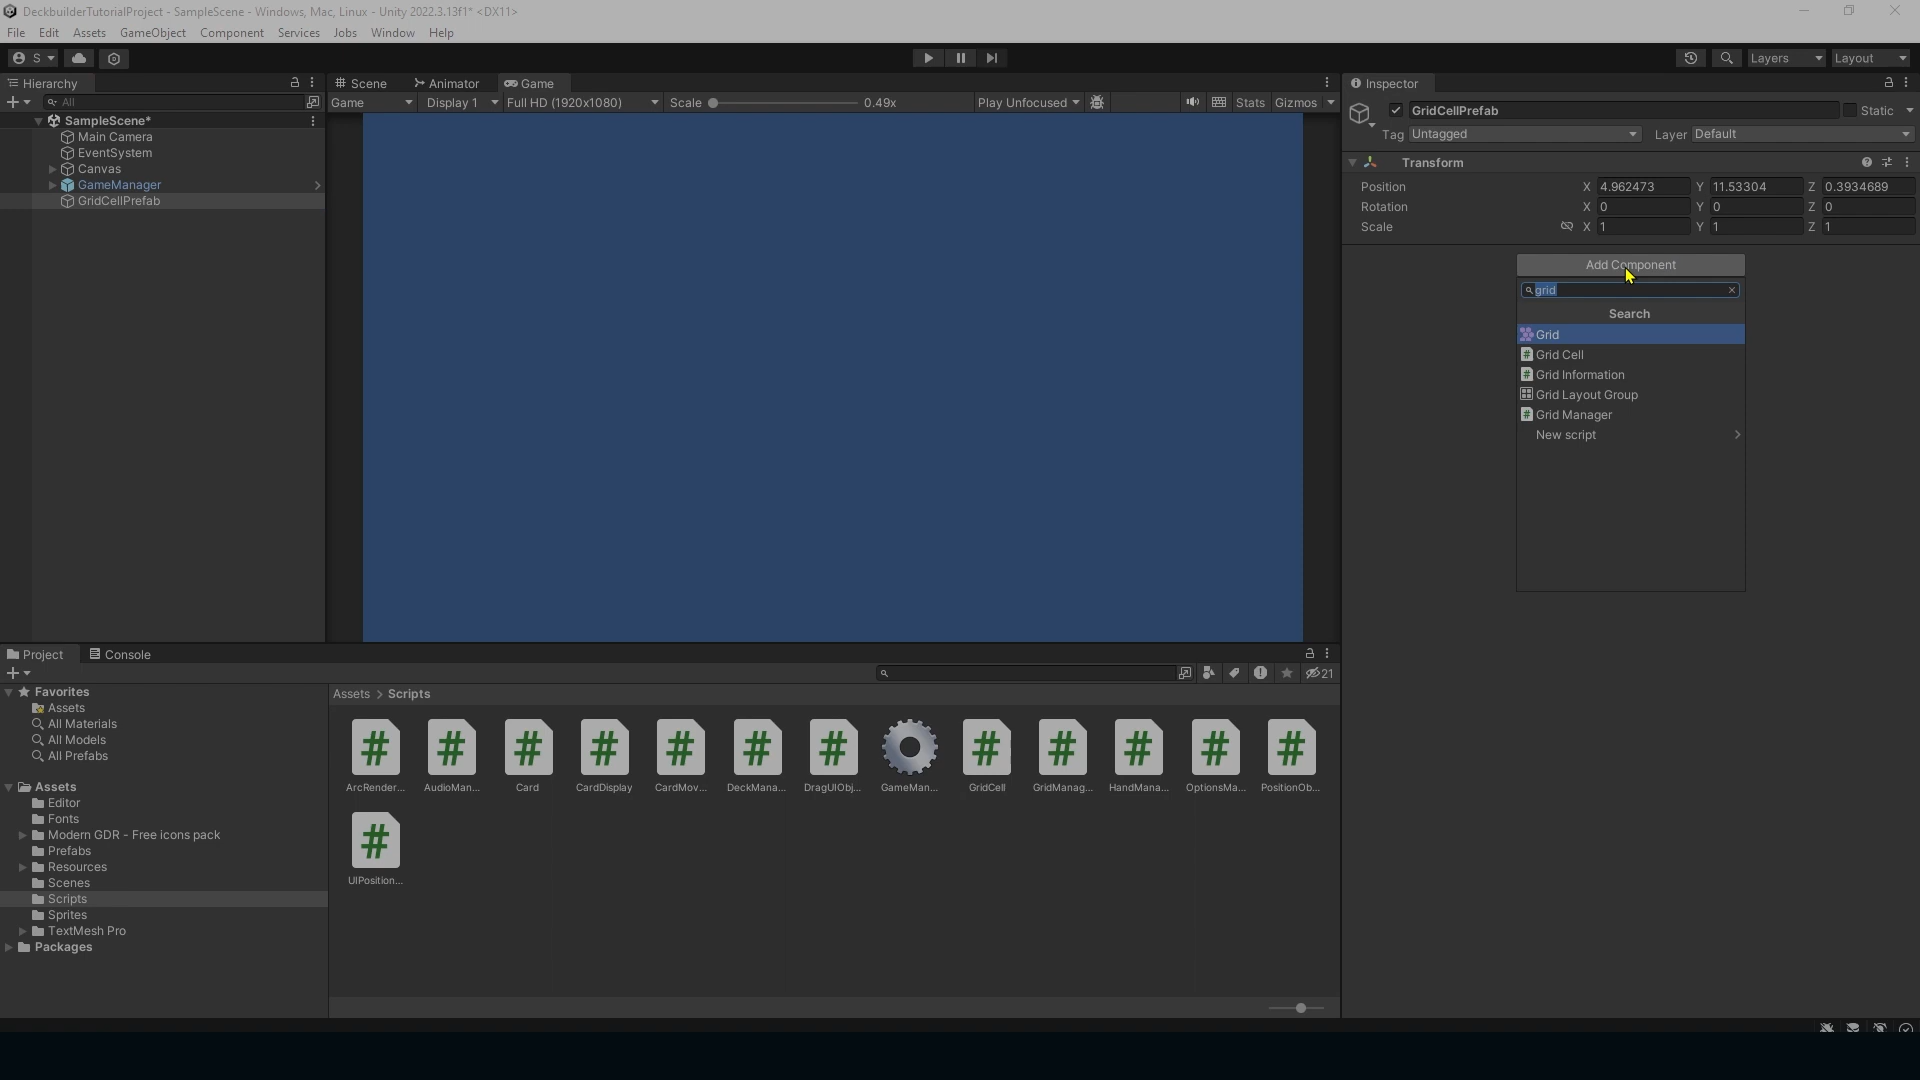 DeckbuilderTutorialProject - SampleScene - Windows, Mac, Linux - Unity 2022.3.13f1* <DX11>
File Edit Assets GameObject Component Services Jobs Window Help
S Layers Layout
Hierarchy
All
SampleScene*
Main Camera
EventSystem
Canvas
GameManager
GridCellPrefab
Scene Animator Game
Game Display 1 Full HD (1920x1080) Scale 0.49x Play Unfocused Stats Gizmos
Inspector
GridCellPrefab Static
Tag Untagged Layer Default
Transform
Position X 4.962473 Y 11.53304 Z 0.3934689
Rotation X 0 Y 0 Z 0
Scale X 1 Y 1 Z 1
Add Component
grid
Search
Grid
Grid Cell
Grid Information
Grid Layout Group
Grid Manager
New script
Project Console
21
Favorites
Assets
All Materials
All Models
All Prefabs
Assets
Editor
Fonts
Modern GDR - Free icons pack
Prefabs
Resources
Scenes
Scripts
Sprites
TextMesh Pro
Packages
Assets > Scripts
ArcRender... AudioMan... Card CardDisplay CardMov... DeckMana... DragUIObj... GameMan... GridCell GridManag... HandMana... OptionsMa... PositionOb...
UIPosition...